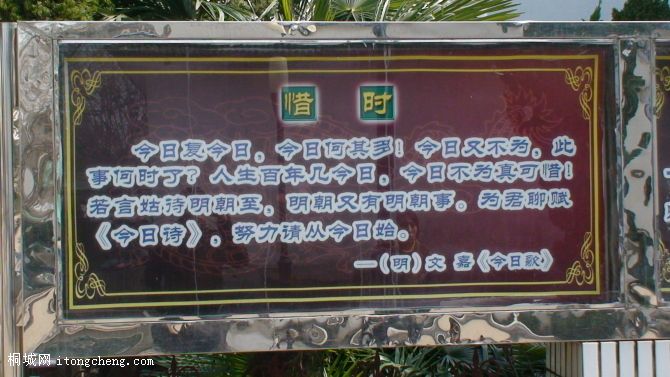 惜时
今日复今日，今日何其多！今日又不为，此
事何时了？人生百年几今日，今日不为真可惜！
若言姑待明朝至，明朝又有明朝事。为君聊赋
《今日诗》，努力请从今日始。
—（明）文 嘉《今日歌》
桐城网 itongcheng.com